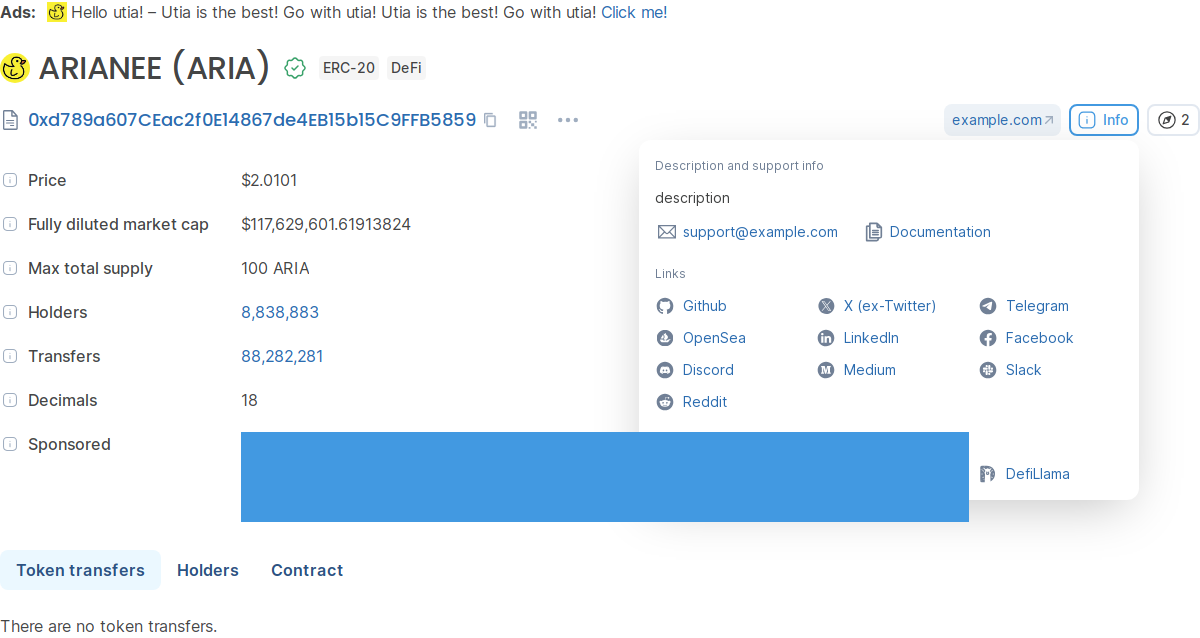 Ads: Hello utia! – Utia is the best! Go with utia! Utia is the best! Go with utia! Click me!
ARIANEE (ARIA) ERC-20 DeFi
0xd789a607CEac2f0E14867de4EB15b15C9FFB5859 example.com Info 2
Price $2.0101
Fully diluted market cap $117,629,601.61913824
Max total supply 100 ARIA
Holders 8,838,883
Transfers 88,282,281
Decimals 18
Sponsored
Description and support info
description
support@example.com Documentation
Links
Github X (ex-Twitter) Telegram
OpenSea LinkedIn Facebook
Discord Medium Slack
Reddit
DefiLlama
Token transfers Holders Contract
There are no token transfers.